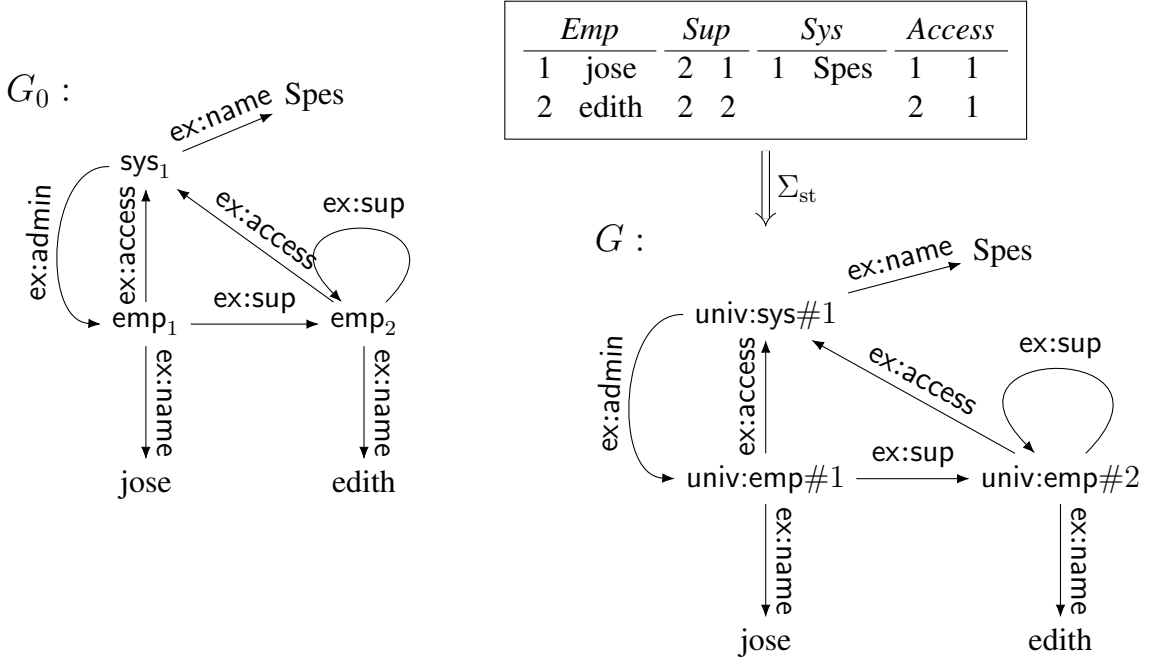 G₀ :
ex:name
Spes
sys₁
ex:admin
ex:access
ex:access
ex:sup
emp₁
ex:sup
emp₂
ex:name
ex:name
jose
edith
Emp Sup Sys Access
1 jose 2 1 1 Spes 1 1
2 edith 2 2 2 1
Σst
G :
ex:name
Spes
univ:sys#1
ex:admin
ex:access
ex:access
ex:sup
univ:emp#1
ex:sup
univ:emp#2
ex:name
ex:name
jose
edith